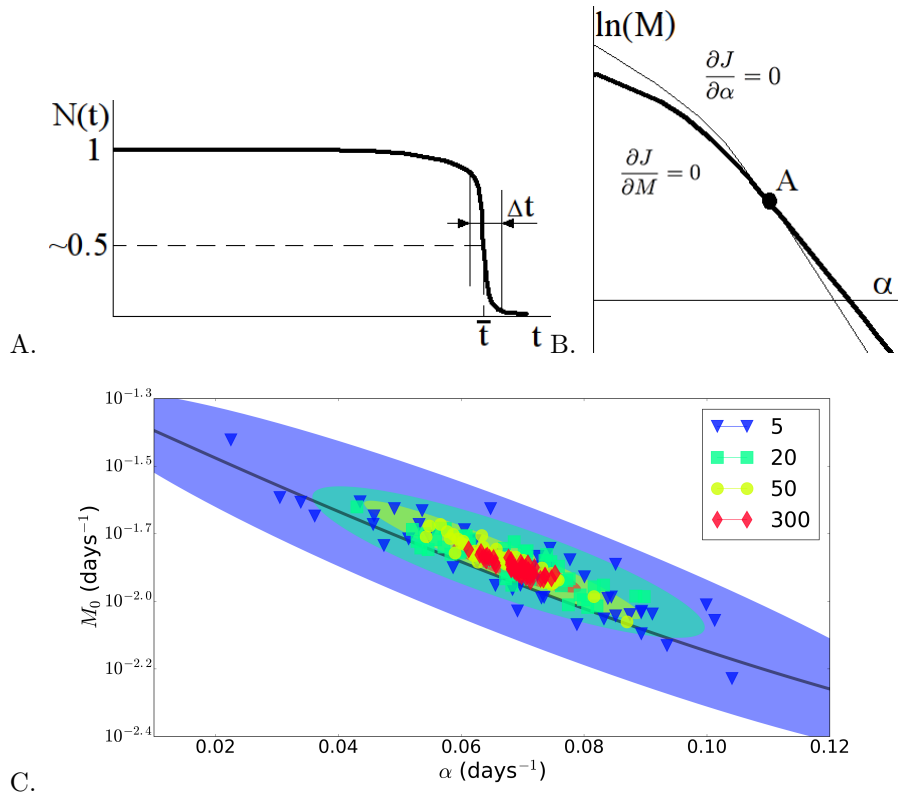 N(t)
1
~0.5
Δt
t̄
t
A.
ln(M)
∂J/∂α = 0
∂J/∂M = 0
A
α
B.
10^−1.3
10^−1.5
10^−1.7
10^−2.0
10^−2.2
10^−2.4
M₀ (days⁻¹)
5
20
50
300
0.02 0.04 0.06 0.08 0.10 0.12
α (days⁻¹)
C.